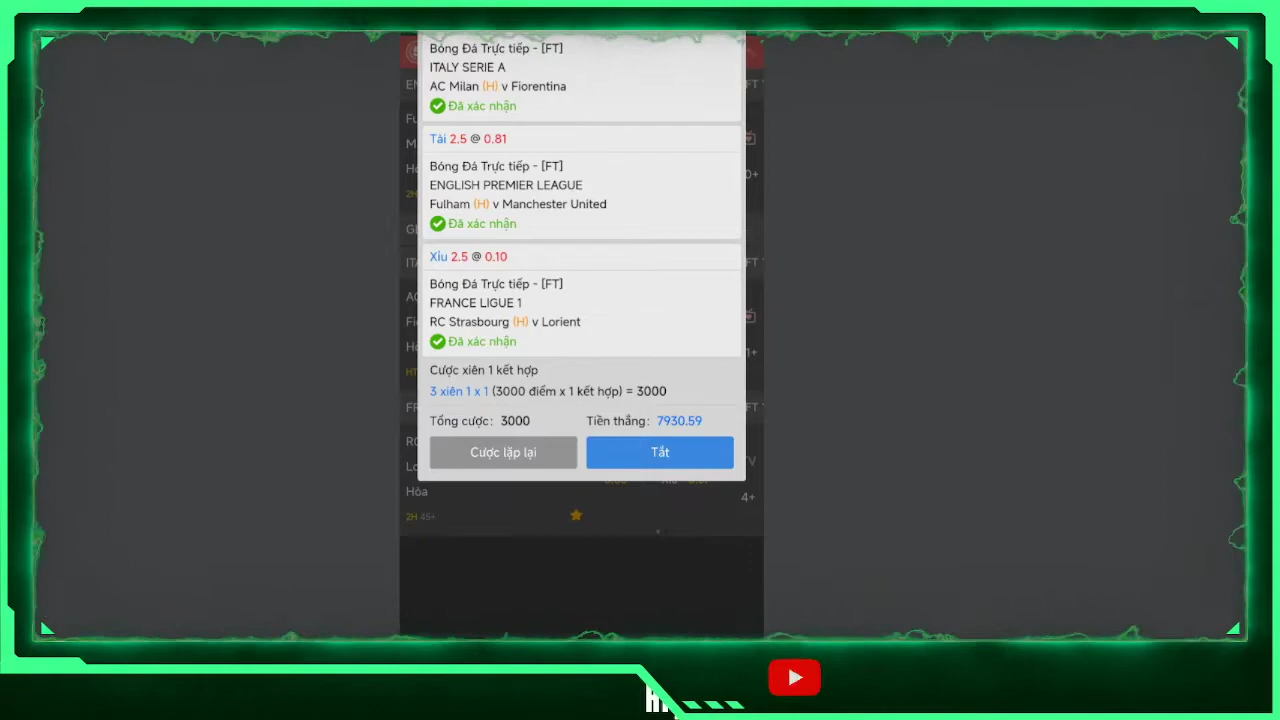 Bóng Đá Trực tiếp - [FT]
ITALY SERIE A
AC Milan (H) v Fiorentina
Đã xác nhận
Tài 2.5 @ 0.81
Bóng Đá Trực tiếp - [FT]
ENGLISH PREMIER LEAGUE
Fulham (H) v Manchester United
Đã xác nhận
Xỉu 2.5 @ 0.10
Bóng Đá Trực tiếp - [FT]
FRANCE LIGUE 1
RC Strasbourg (H) v Lorient
Đã xác nhận
Cược xiên 1 kết hợp
3 xiên 1 x 1 (3000 điểm x 1 kết hợp) = 3000
Tổng cược: 3000 Tiền thắng: 7930.59
Cược lặp lại Tắt
Hòa 4+
2H 45+